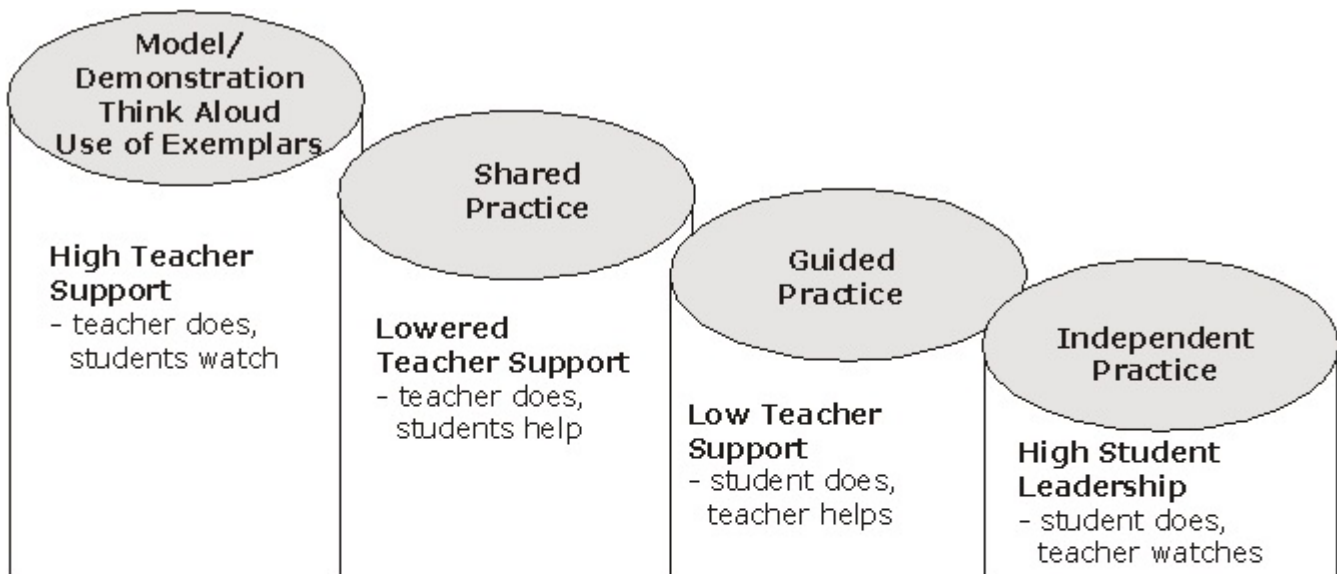 Model/
Demonstration
Think Aloud
Use of Exemplars
High Teacher
Support
- teacher does,
students watch
Shared
Practice
Lowered
Teacher Support
- teacher does,
students help
Guided
Practice
Low Teacher
Support
- student does,
teacher helps
Independent
Practice
High Student
Leadership
- student does,
teacher watches